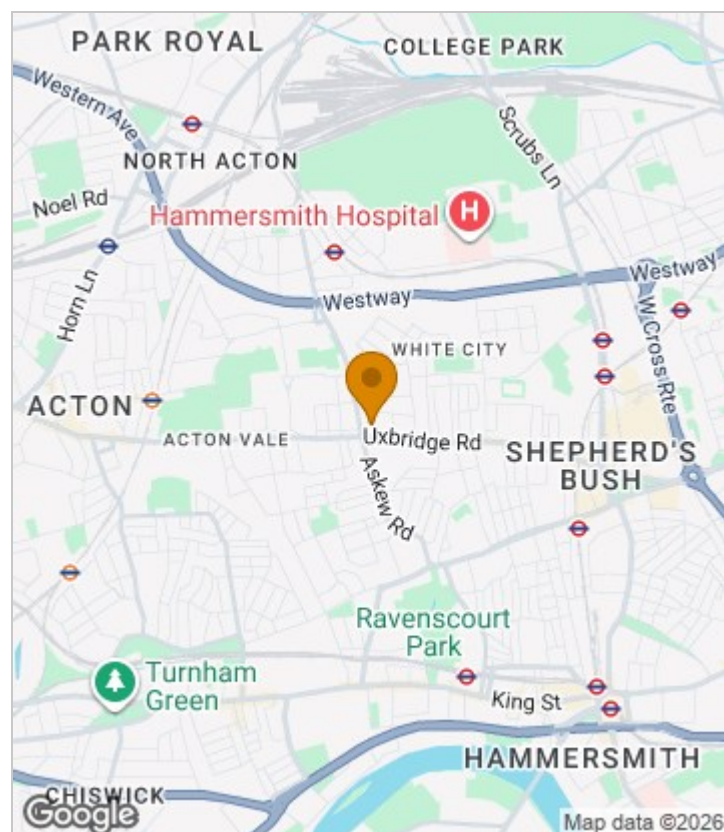 PARK ROYAL
COLLEGE PARK
Western Ave
Scrubs Ln
NORTH ACTON
Noel Rd
Hammersmith Hospital
H
Horn Ln
Westway
Westway
W Cross Rte
WHITE CITY
ACTON
ACTON VALE
Uxbridge Rd
SHEPHERD'S
BUSH
Askew Rd
Ravenscourt
Park
Turnham
Green
King St
HAMMERSMITH
CHISWICK
Google
Map data ©2026